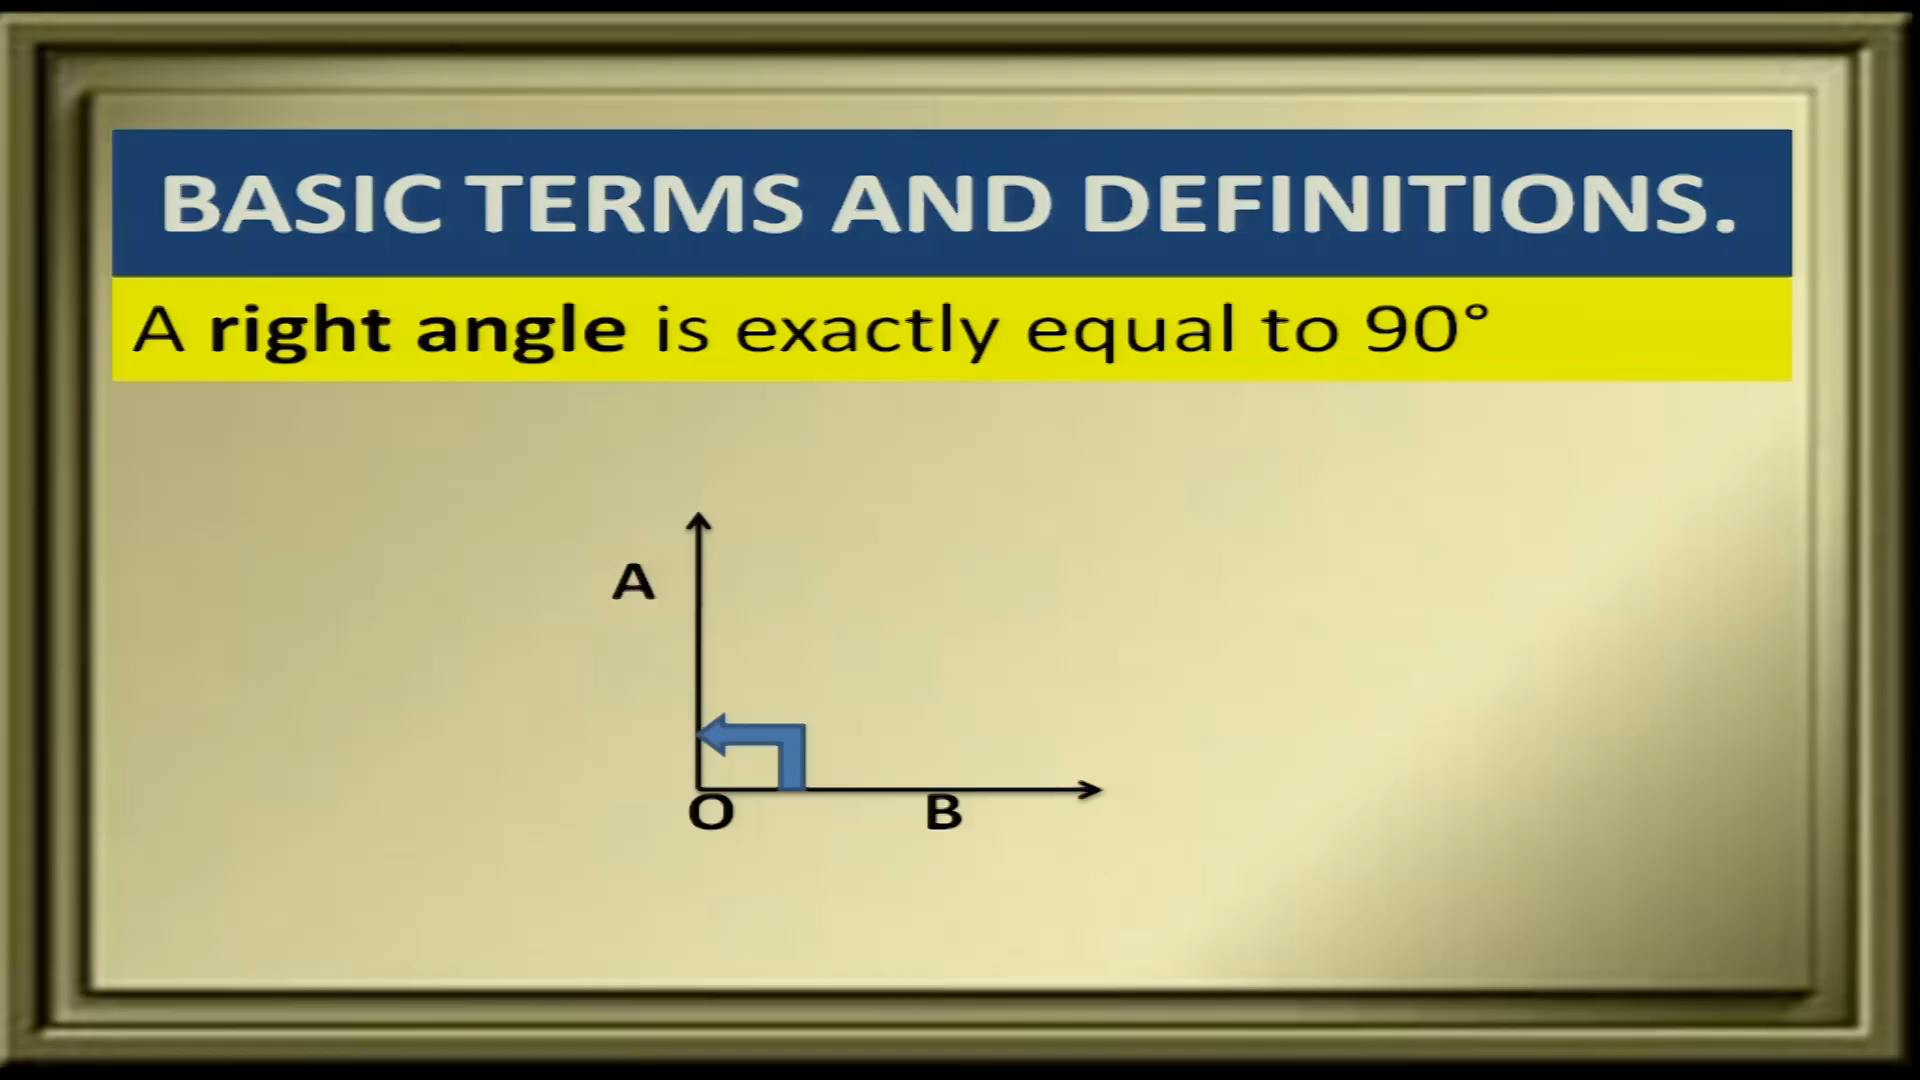 BASIC TERMS AND DEFINITIONS.
A right angle is exactly equal to 90°
A
O B